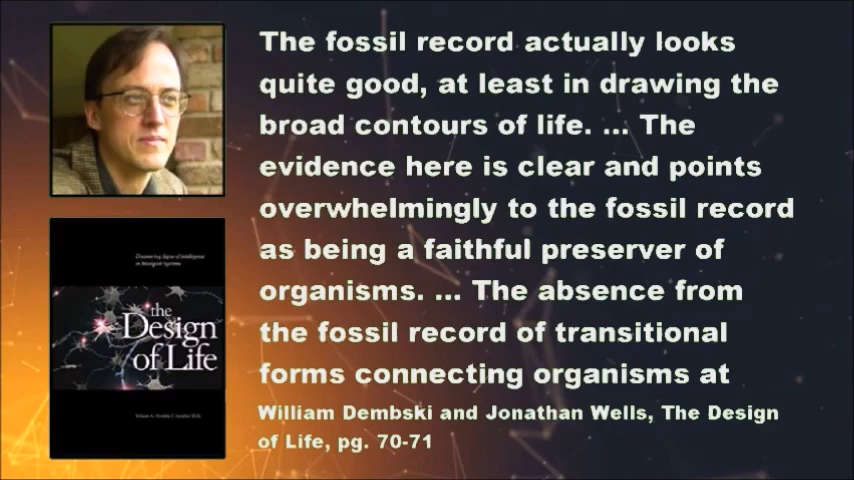 The fossil record actually looks
quite good, at least in drawing the
broad contours of life. ... The
evidence here is clear and points
overwhelmingly to the fossil record
as being a faithful preserver of
organisms. ... The absence from
the fossil record of transitional
forms connecting organisms at
William Dembski and Jonathan Wells, The Design
of Life, pg. 70-71
the
Design
of Life